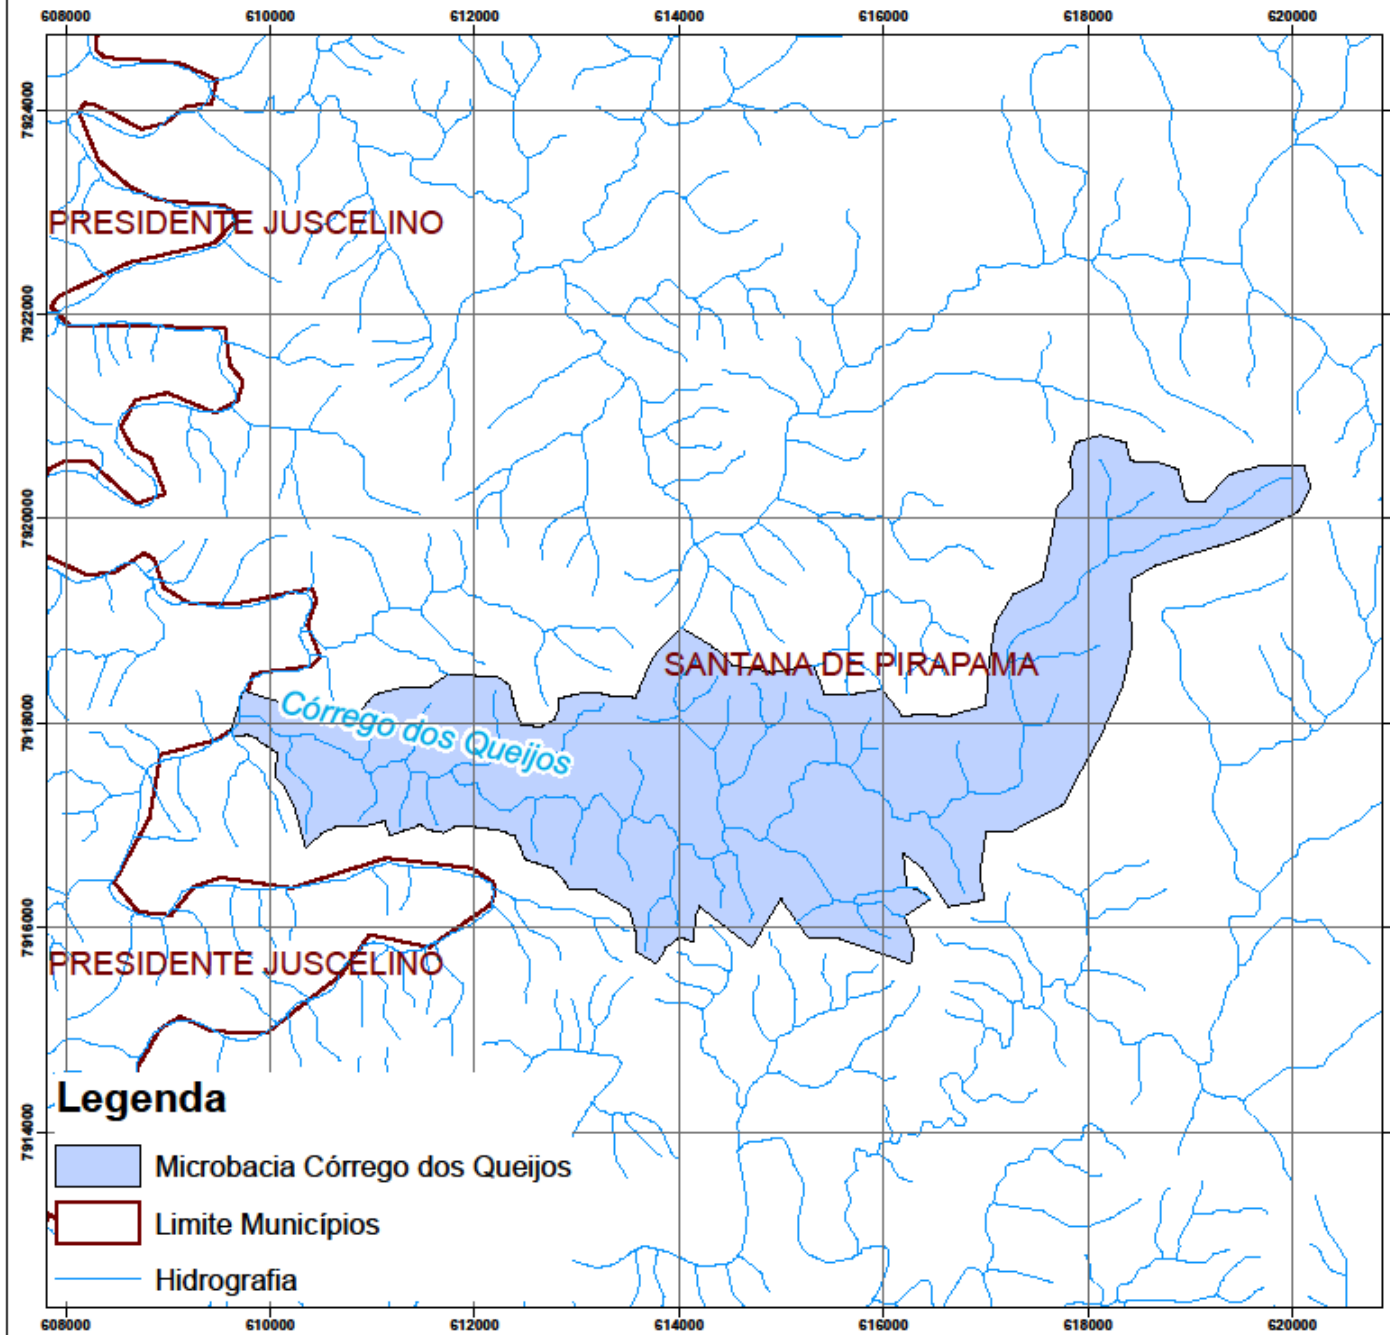 608000 610000 612000 614000 616000 618000 620000
7924000
PRESIDENTE JUSCELINO
7922000
7920000
SANTANA DE PIRAPAMA
Córrego dos Queijos
7918000
7916000
PRESIDENTE JUSCELINO
Legenda
7914000
Microbacia Córrego dos Queijos
Limite Municípios
Hidrografia
608000 610000 612000 614000 616000 618000 620000